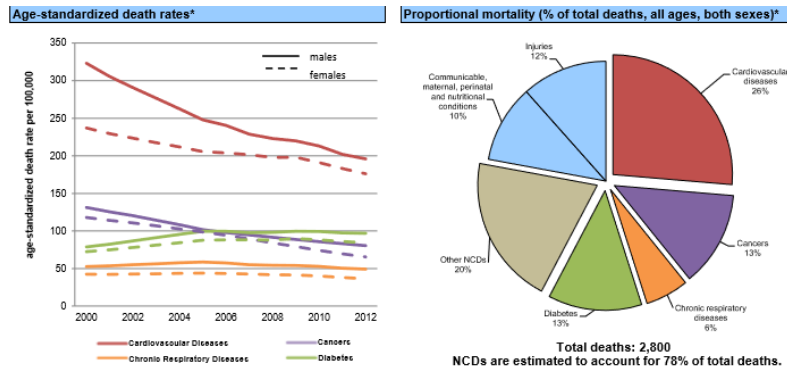 Age-standardized death rates*
350
300
250
200
150
100
50
0
age-standardized death rate per 100,000
males
females
2000
2002
2004
2006
2008
2010
2012
Cardiovascular Diseases
Cancers
Chronic Respiratory Diseases
Diabetes
Proportional mortality (% of total deaths, all ages, both sexes)*
Injuries
12%
Cardiovascular
diseases
26%
Communicable,
maternal, perinatal
and nutritional
conditions
10%
Other NCDs
20%
Cancers
13%
Diabetes
13%
Chronic respiratory
diseases
6%
Total deaths: 2,800
NCDs are estimated to account for 78% of total deaths.